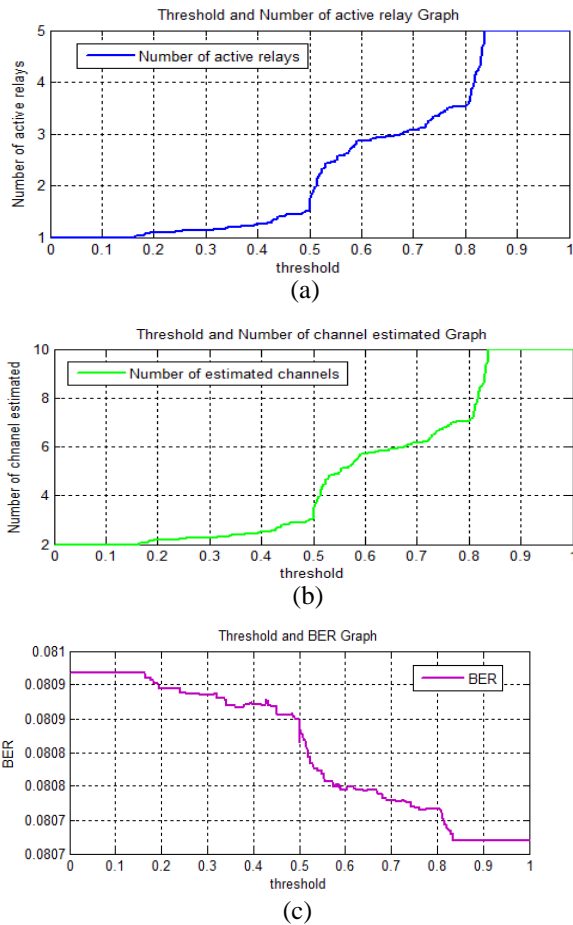 Threshold and Number of active relay Graph
5
4
3
2
1
Number of active relays
Number of active relays
0 0.1 0.2 0.3 0.4 0.5 0.6 0.7 0.8 0.9 1
threshold
(a)
Threshold and Number of channel estimated Graph
10
8
6
4
2
Number of chnanel estimated
Number of estimated channels
0 0.1 0.2 0.3 0.4 0.5 0.6 0.7 0.8 0.9 1
threshold
(b)
Threshold and BER Graph
0.081
0.0809
0.0809
0.0808
0.0808
0.0807
0.0807
BER
BER
0 0.1 0.2 0.3 0.4 0.5 0.6 0.7 0.8 0.9 1
threshold
(c)